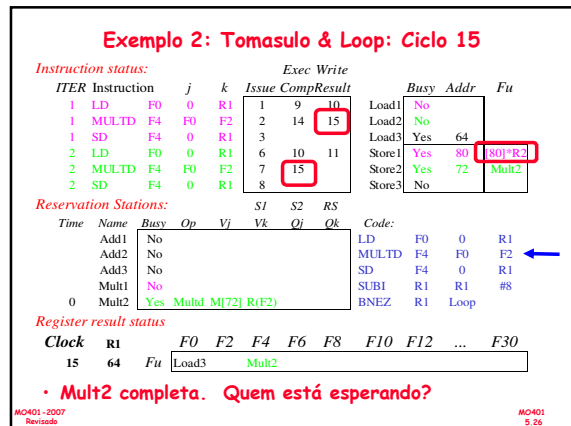 Exemplo 2: Tomasulo & Loop: Ciclo 15
Instruction status: Exec Write
ITER Instruction j k Issue Comp Result Busy Addr Fu
1 LD F0 0 R1 1 9 10 Load1 No
1 MULTD F4 F0 F2 2 14 15 Load2 No
1 SD F4 0 R1 3 Load3 Yes 64
2 LD F0 0 R1 6 10 11 Store1 Yes 80 [80]*R2
2 MULTD F4 F0 F2 7 15 Store2 Yes 72 Mult2
2 SD F4 0 R1 8 Store3 No
Reservation Stations: S1 S2 RS
Time Name Busy Op Vj Vk Qj Qk Code:
Add1 No LD F0 0 R1
Add2 No MULTD F4 F0 F2
Add3 No SD F4 0 R1
Mult1 No SUBI R1 R1 #8
0 Mult2 Yes Multd M[72] R(F2) BNEZ R1 Loop
Register result status
Clock R1 F0 F2 F4 F6 F8 F10 F12 ... F30
15 64 Fu Load3 Mult2
• Mult2 completa. Quem está esperando?
MO401-2007 MO401
Revisado 5.26